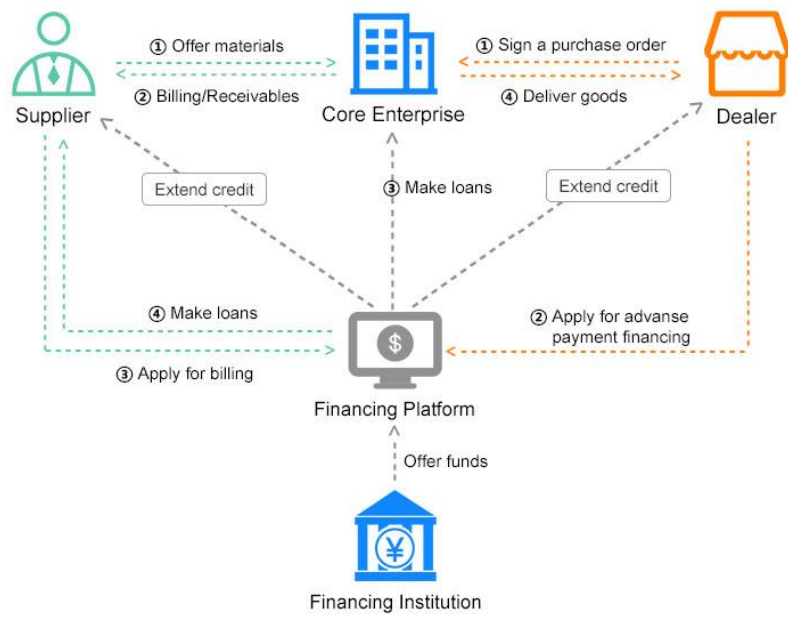 ① Offer materials
① Sign a purchase order
② Billing/Receivables
④ Deliver goods
Supplier
Core Enterprise
Dealer
Extend credit
③ Make loans
Extend credit
④ Make loans
② Apply for advanse
payment financing
$
③ Apply for billing
Financing Platform
Offer funds
¥
Financing Institution